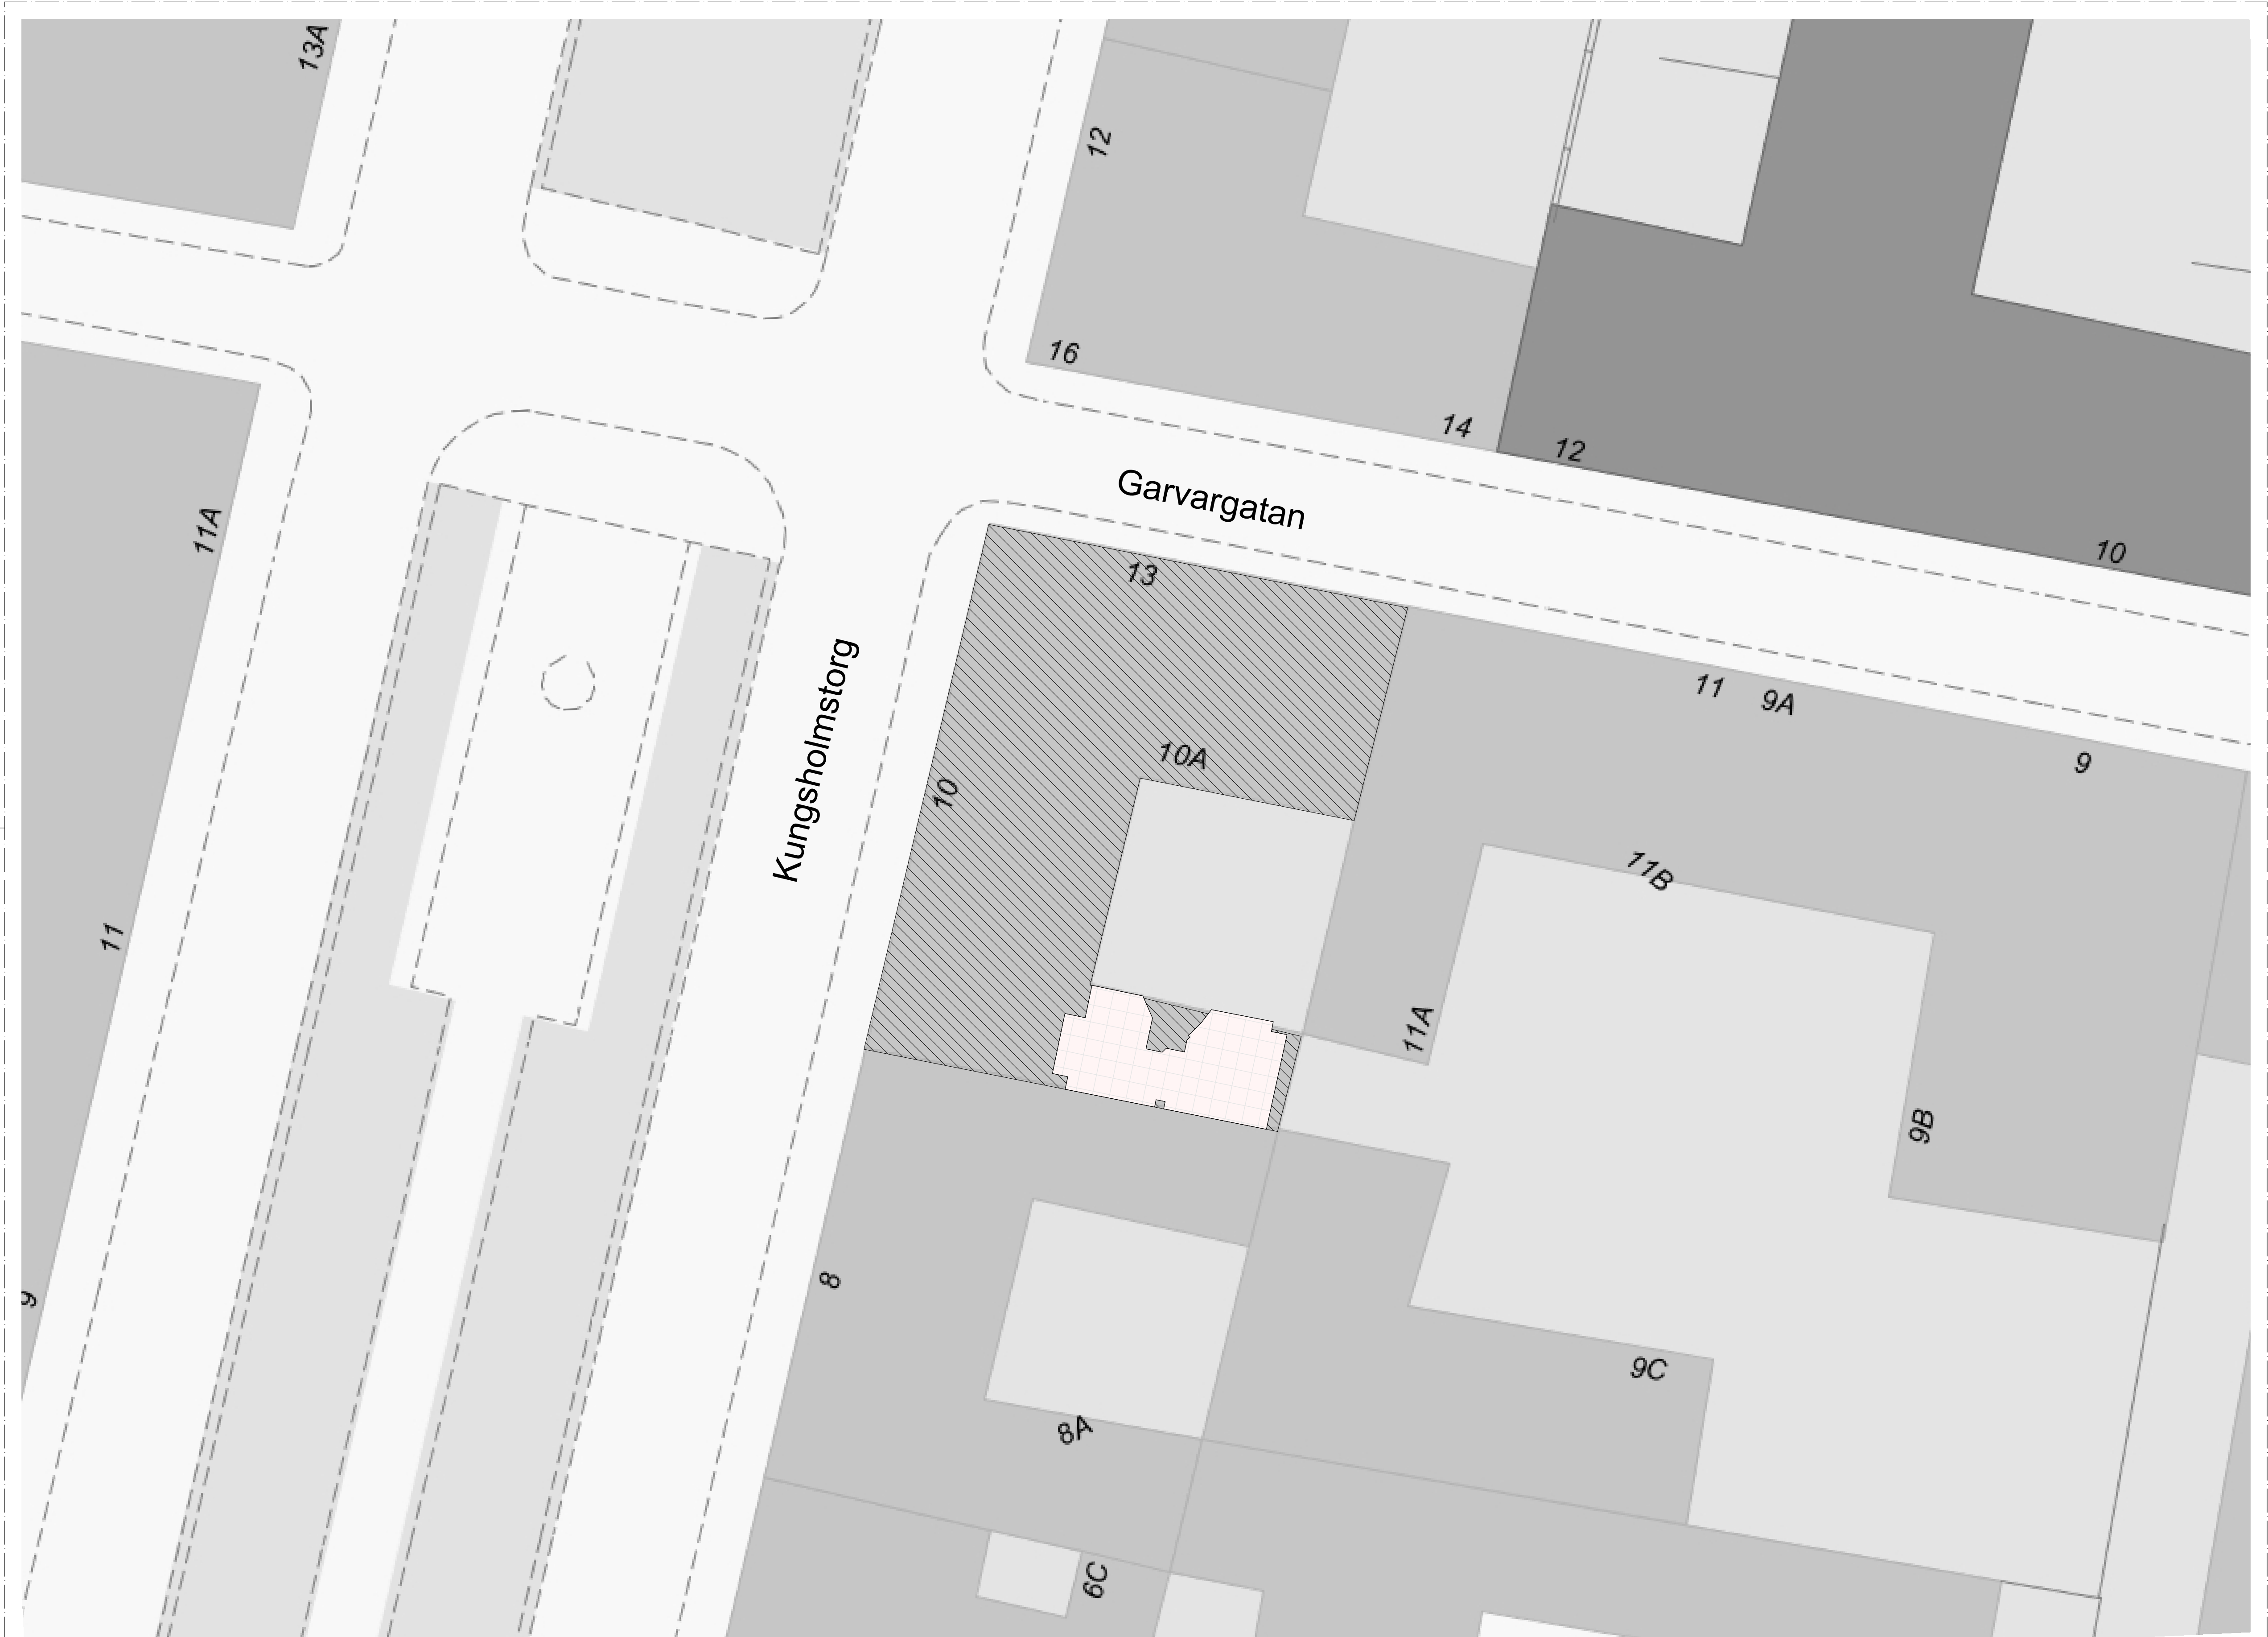 13A
12
16
14
12
Garvargatan
11A
10
13
Kungsholmstorg
11
9A
10A
9
10
11B
11
11A
9B
8
9
9C
8A
6C